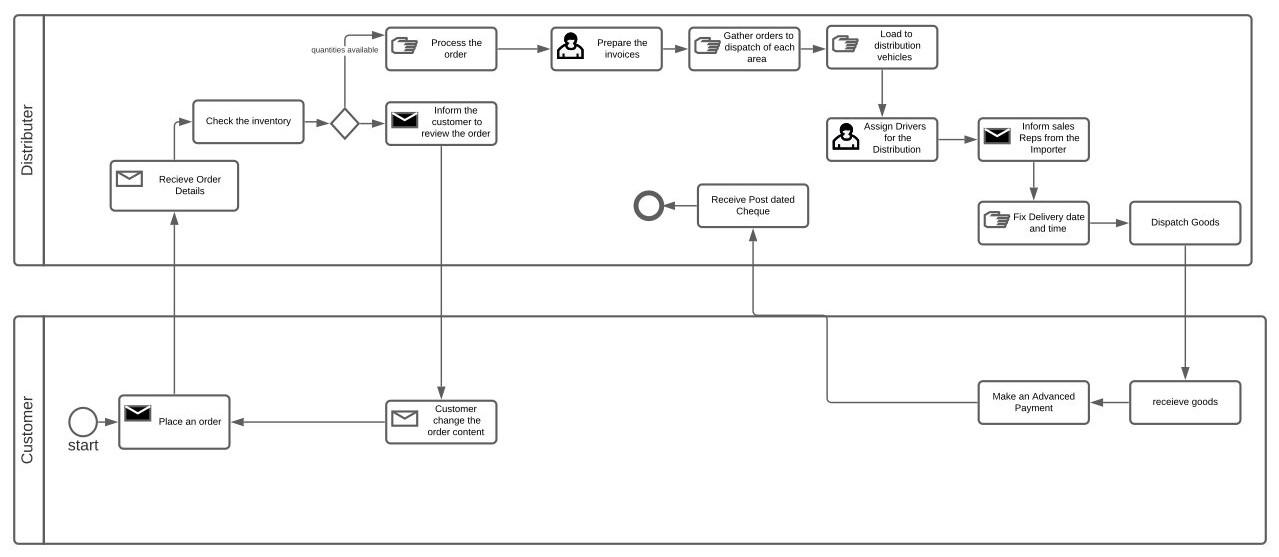 Distributer
quantities available
Process the
order
Prepare the
invoices
Gather orders to
dispatch of each
area
Load to
distribution
vehicles
Check the inventory
Inform the
customer to
review the order
Assign Drivers
for the
Distribution
Inform sales
Reps from the
Importer
Recieve Order
Details
Receive Post dated
Cheque
Fix Delivery date
and time
Dispatch Goods
Customer
start
Place an order
Customer
change the
order content
Make an Advanced
Payment
receieve goods